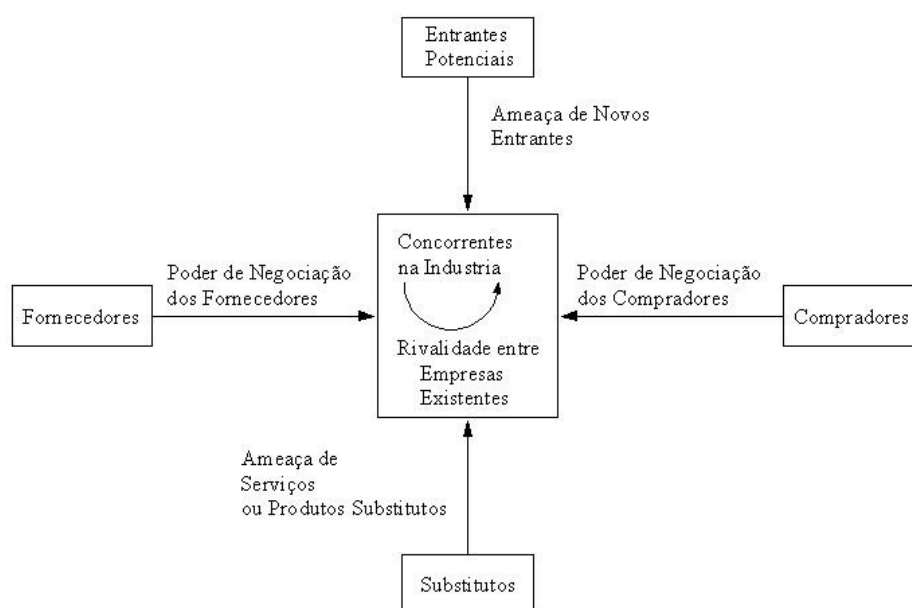 Entrantes
Potenciais
Ameaça de Novos
Entrantes
Concorrentes
na Industria
Poder de Negociação
dos Fornecedores
Poder de Negociação
dos Compradores
Fornecedores
Compradores
Rivalidade entre
Empresas
Existentes
Ameaça de
Serviços
ou Produtos Substitutos
Substitutos